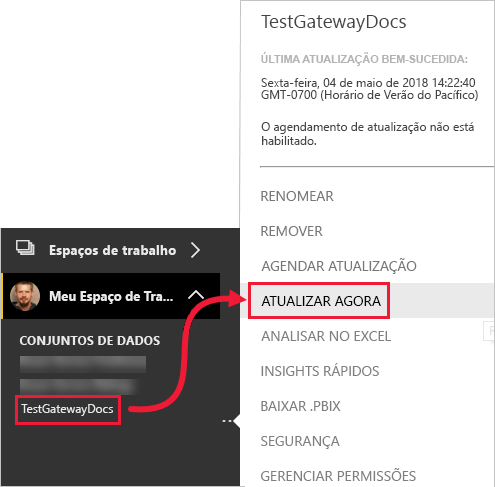 TestGatewayDocs
ÚLTIMA ATUALIZAÇÃO BEM-SUCEDIDA:
Sexta-feira, 04 de maio de 2018 14:22:40
GMT-0700 (Horário de Verão do Pacífico)
O agendamento de atualização não está
habilitado.
RENOMEAR
REMOVER
AGENDAR ATUALIZAÇÃO
ATUALIZAR AGORA
ANALISAR NO EXCEL
INSIGHTS RÁPIDOS
BAIXAR .PBIX
SEGURANÇA
GERENCIAR PERMISSÕES
Espaços de trabalho
Meu Espaço de Tra...
CONJUNTOS DE DADOS
TestGatewayDocs